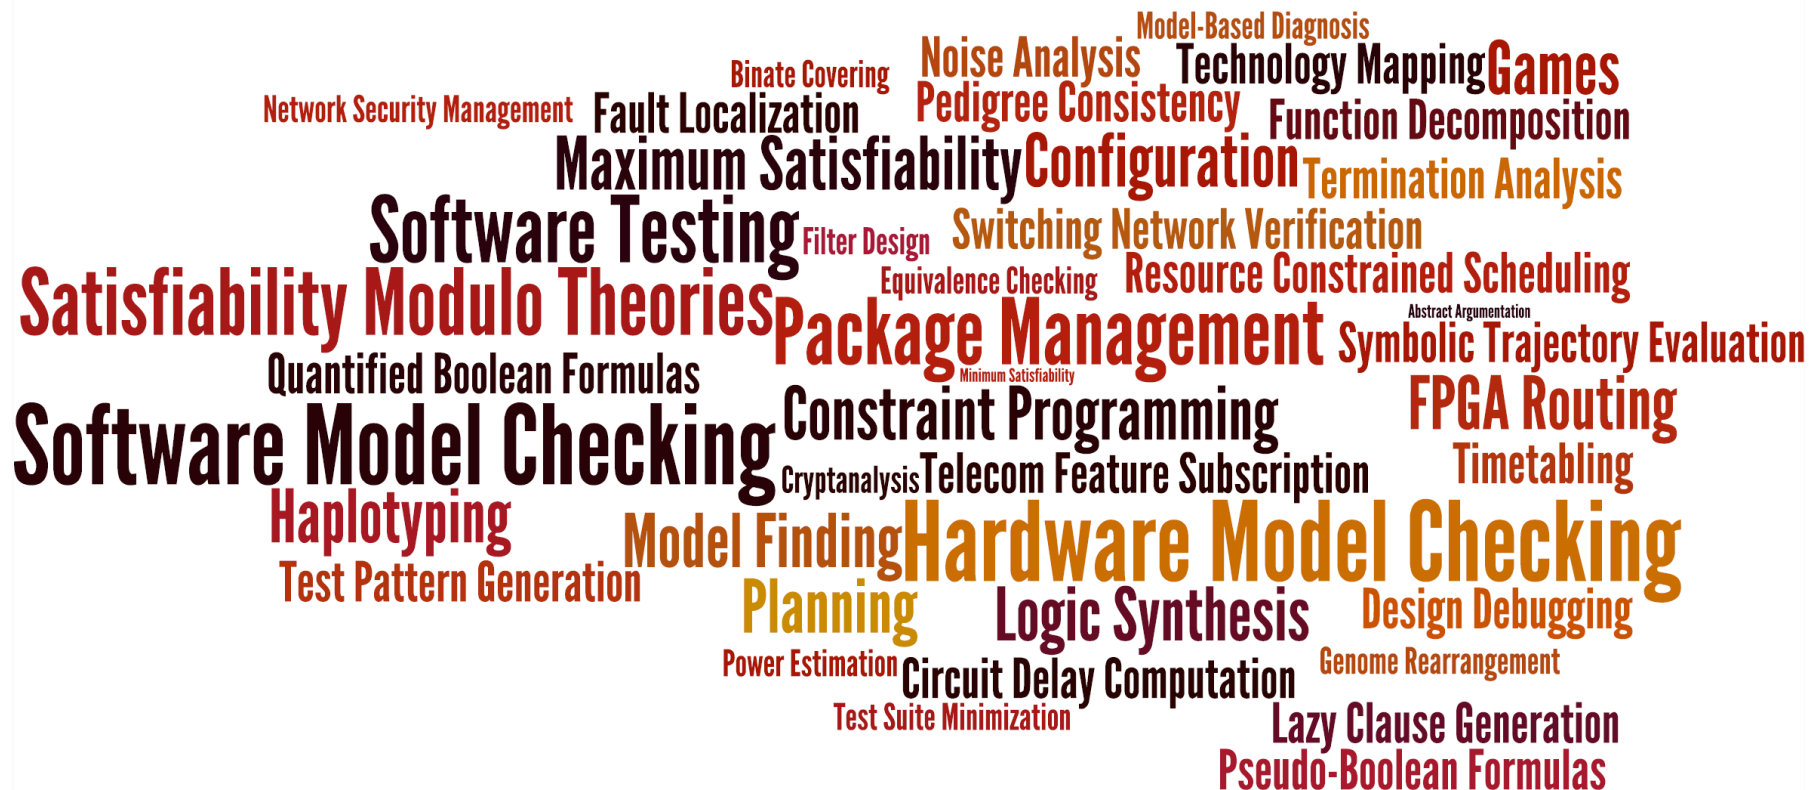 Model-Based Diagnosis
Noise Analysis
Technology Mapping
Games
Binate Covering
Network Security Management
Fault Localization
Pedigree Consistency
Function Decomposition
Maximum Satisfiability
Configuration
Termination Analysis
Software Testing
Filter Design
Switching Network Verification
Satisfiability Modulo Theories
Equivalence Checking
Resource Constrained Scheduling
Package Management
Abstract Argumentation
Symbolic Trajectory Evaluation
Quantified Boolean Formulas
Minimum Satisfiability
Constraint Programming
FPGA Routing
Software Model Checking
Cryptanalysis
Telecom Feature Subscription
Timetabling
Haplotyping
Model Finding
Hardware Model Checking
Test Pattern Generation
Planning
Logic Synthesis
Design Debugging
Power Estimation
Circuit Delay Computation
Genome Rearrangement
Test Suite Minimization
Lazy Clause Generation
Pseudo-Boolean Formulas